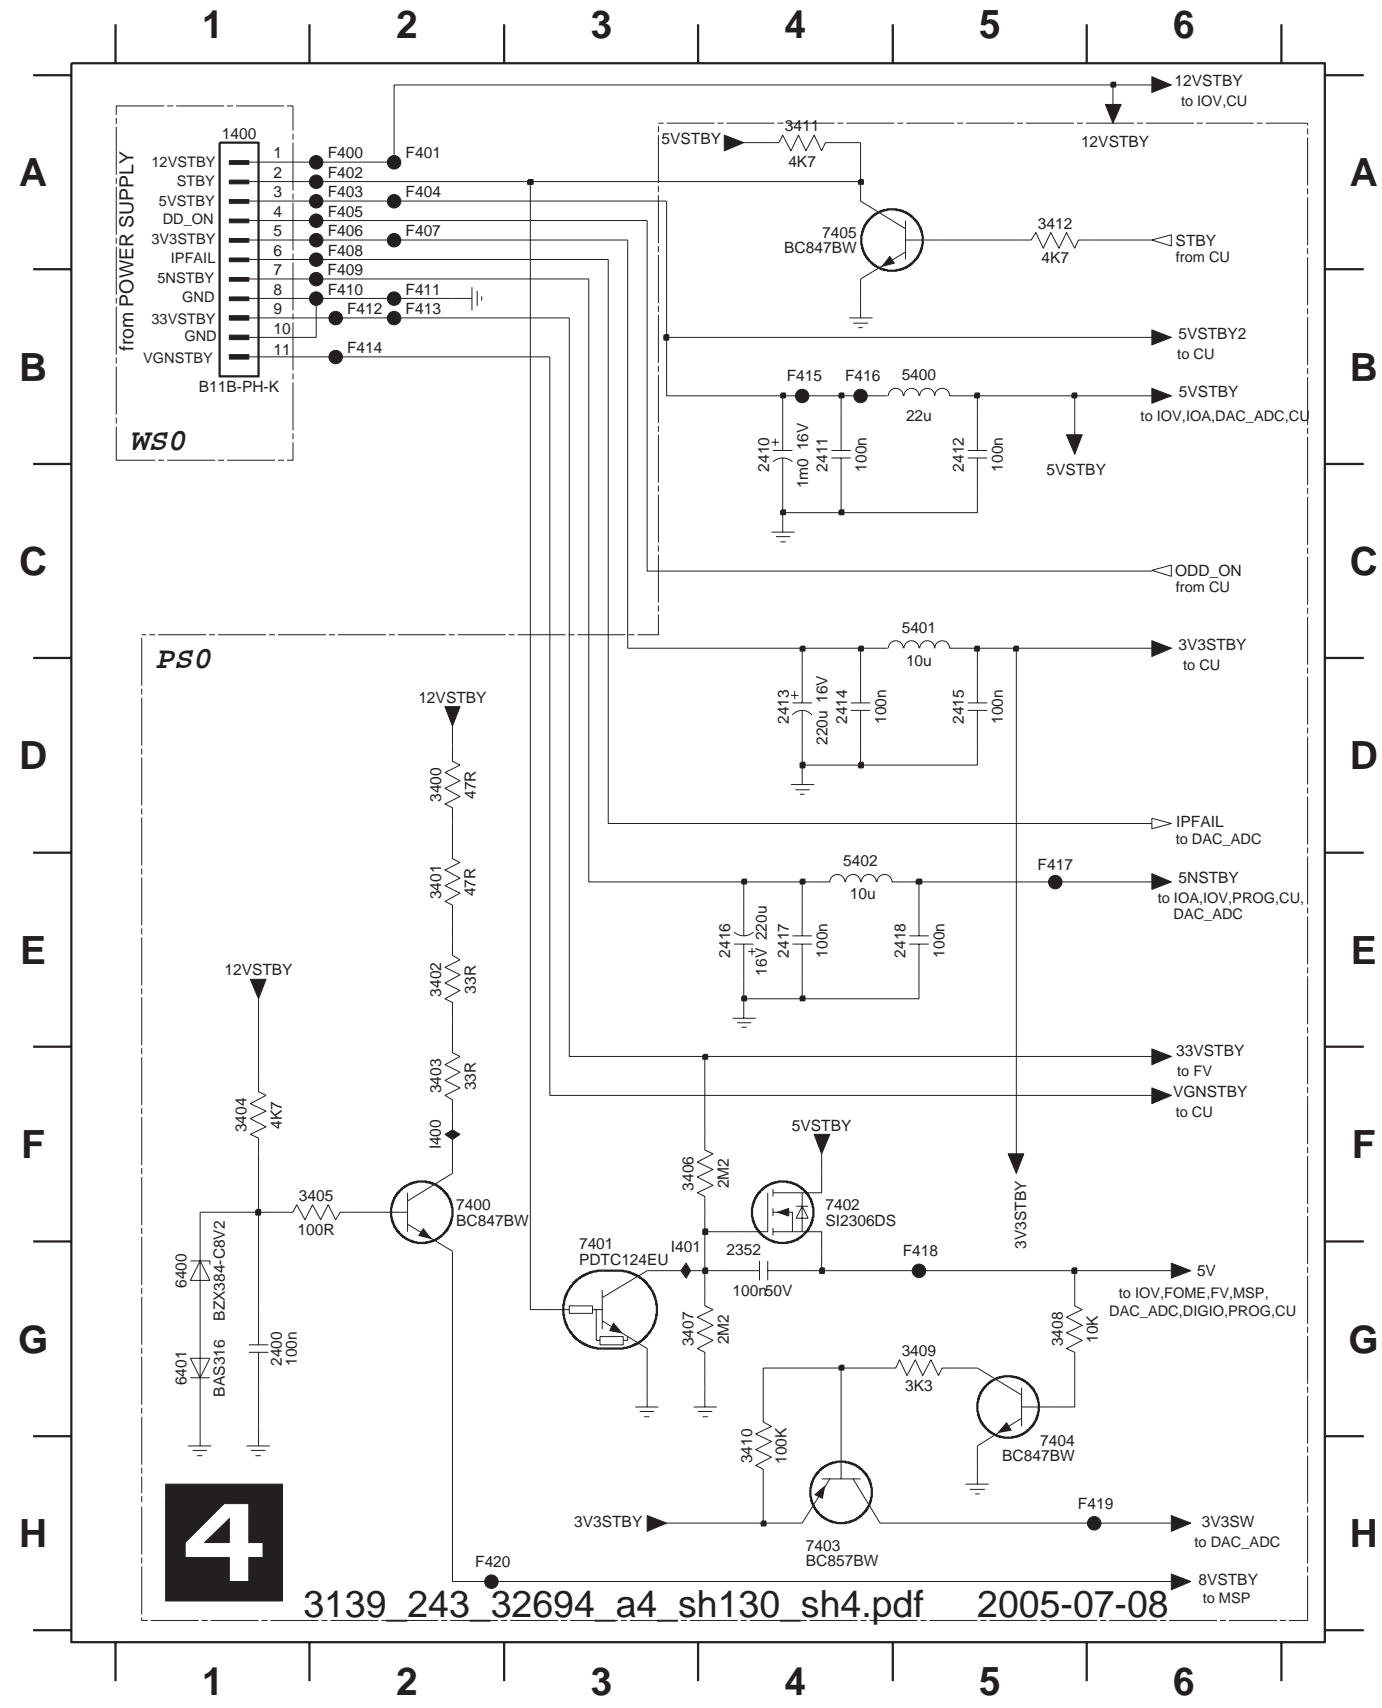 1 2 3 4 5 6
A
B
C
D
E
F
G
H
A
B
C
D
E
F
G
H
from POWER SUPPLY
1400
12VSTBY 1 F400 F401
STBY 2 F402
5VSTBY 3 F403 F404
DD_ON 4 F405
3V3STBY 5 F406 F407
IPFAIL 6 F408
5NSTBY 7 F409
GND 8 F410 F411
33VSTBY 9 F412 F413
GND 10
VGNSTBY 11 F414
B11B-PH-K
WS0
12VSTBY
to IOV,CU
12VSTBY
5VSTBY
3411
4K7
7405
BC847BW
3412
4K7
STBY
from CU
5VSTBY2
to CU
F415 F416 5400
22u
5VSTBY
to IOV,IOA,DAC_ADC,CU
2410
+
1m0 16V
2411
100n
2412
100n
5VSTBY
ODD_ON
from CU
PS0
5401
10u
3V3STBY
to CU
2413
+
220u 16V
2414
100n
2415
100n
12VSTBY
3400
47R
3401
47R
3402
33R
3403
33R
I400
IPFAIL
to DAC_ADC
5402
10u
F417
5NSTBY
to IOA,IOV,PROG,CU,
DAC_ADC
2416
+
16V 220u
2417
100n
2418
100n
12VSTBY
3404
4K7
33VSTBY
to FV
VGNSTBY
to CU
3405
100R
7400
BC847BW
3406
2M2
5VSTBY
7402
SI2306DS
3V3STBY
6400
BZX384-C8V2
6401
BAS316
2400
100n
7401
PDTC124EU
I401
2352
100n 50V
F418
5V
to IOV,FOME,FV,MSP,
DAC_ADC,DIGIO,PROG,CU
3407
2M2
3408
10K
3409
3K3
3410
100K
7404
BC847BW
3V3STBY
7403
BC857BW
F419
3V3SW
to DAC_ADC
F420
8VSTBY
to MSP
4
3139_243_32694_a4_sh130_sh4.pdf 2005-07-08
1 2 3 4 5 6